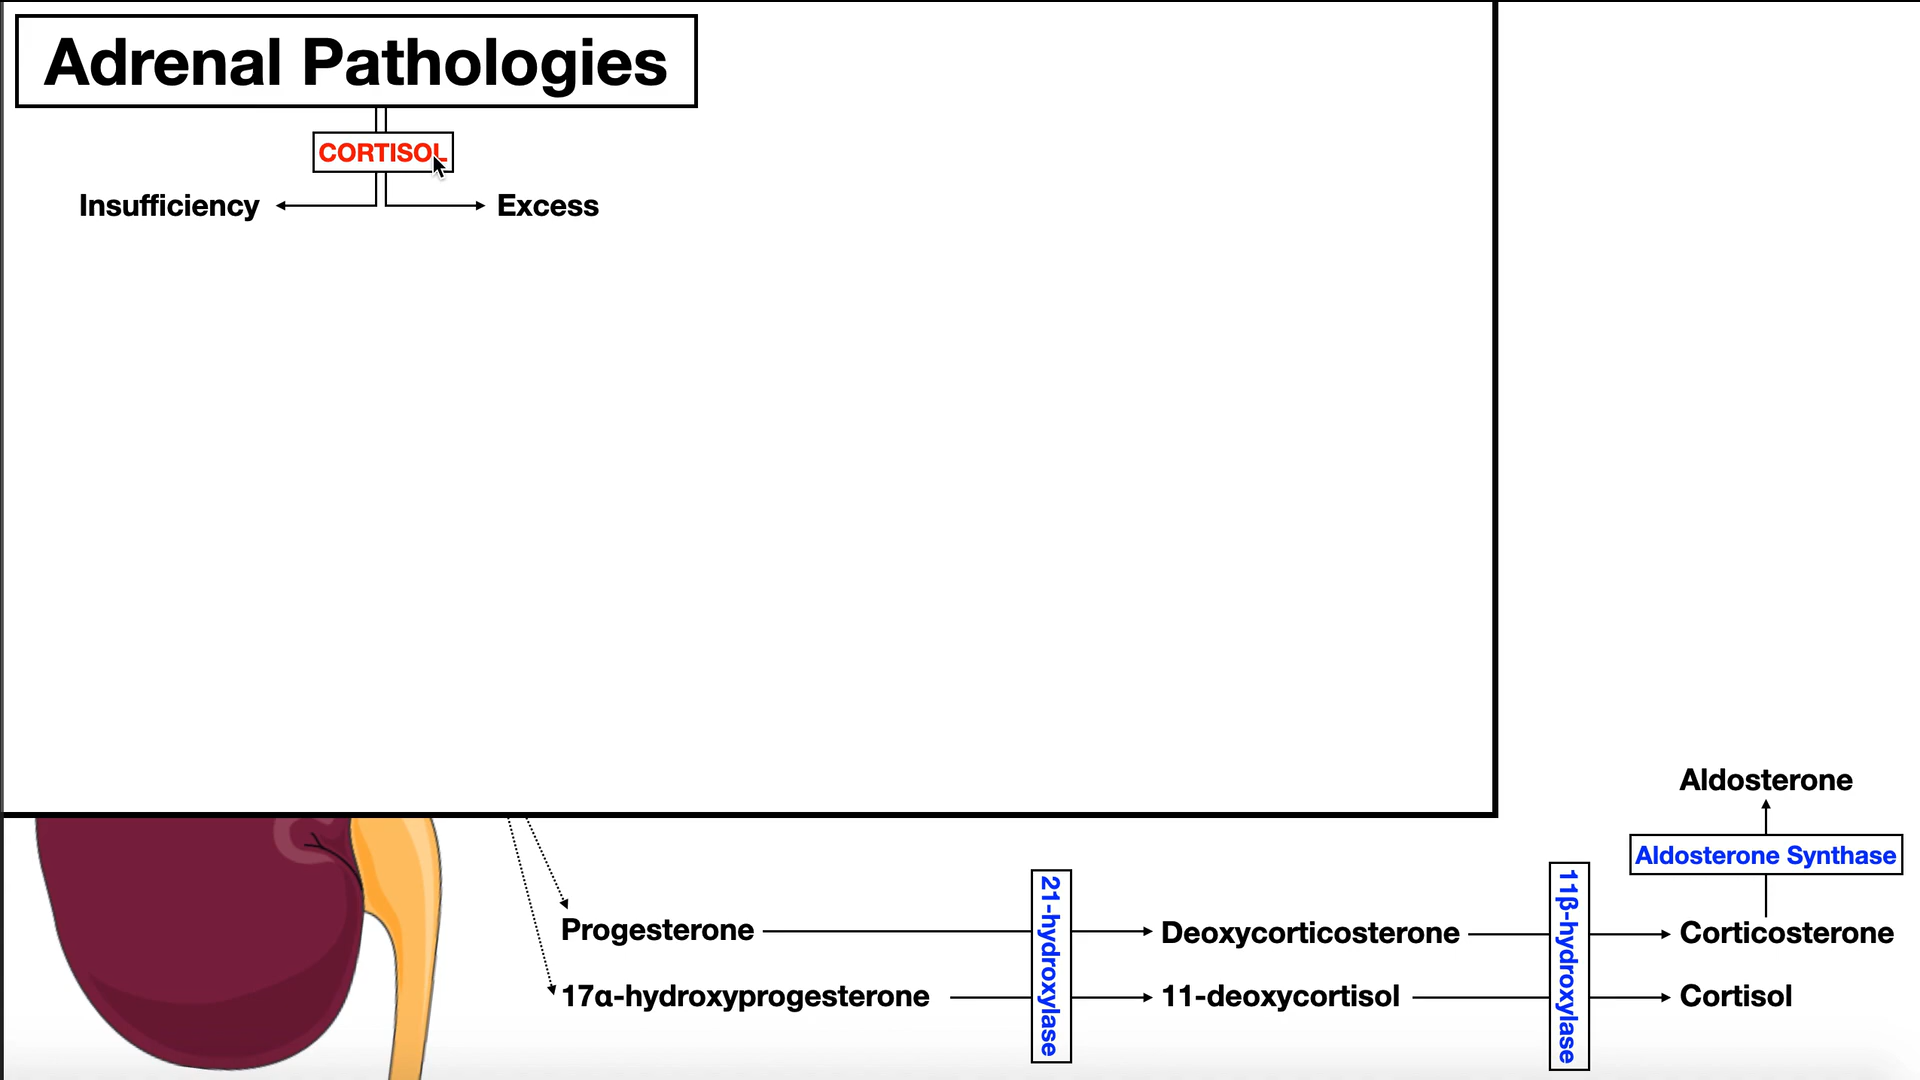 Adrenal Pathologies
CORTISOL
Insufficiency
Excess
Aldosterone
Aldosterone Synthase
Progesterone
21-hydroxylase
Deoxycorticosterone
11β-hydroxylase
Corticosterone
17α-hydroxyprogesterone
11-deoxycortisol
Cortisol